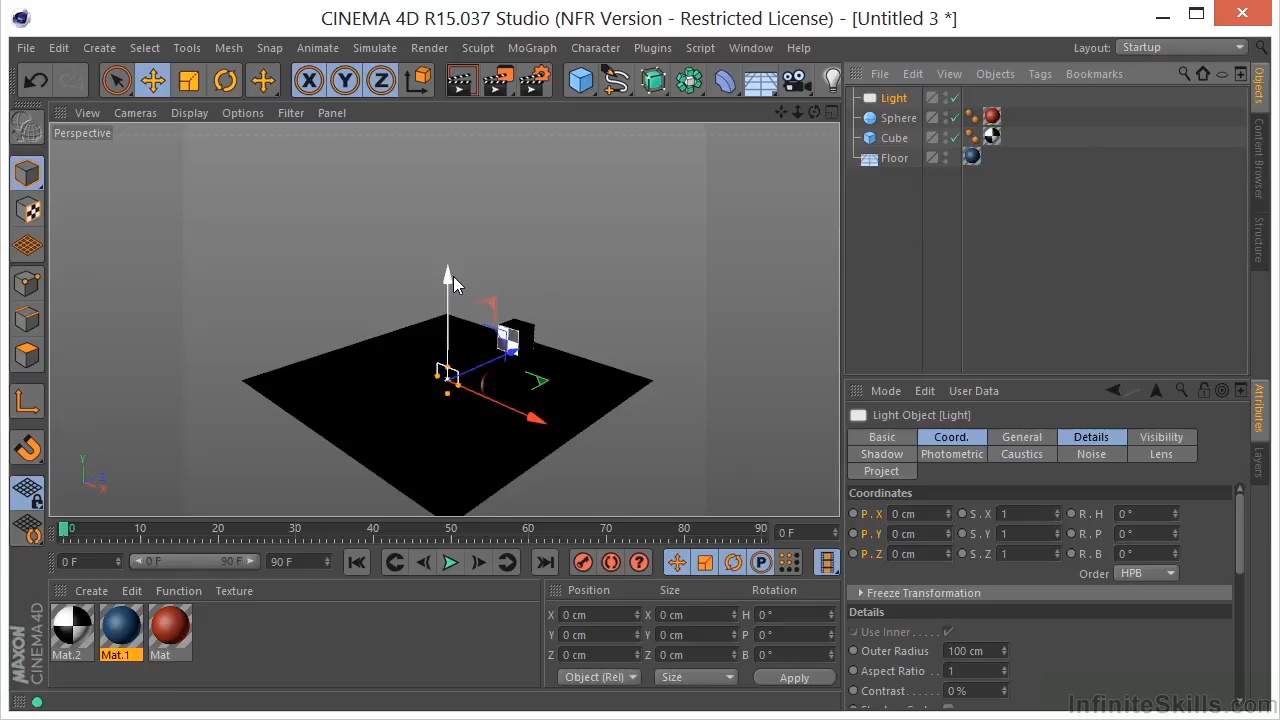 CINEMA 4D R15.037 Studio (NFR Version - Restricted License) - [Untitled 3 *]
File Edit Create Select Tools Mesh Snap Animate Simulate Render Sculpt MoGraph Character Plugins Script Window Help
Layout: Startup
X Y Z
File Edit View Objects Tags Bookmarks
View Cameras Display Options Filter Panel
Perspective
Light
Sphere
Cube
Floor
Objects
Content Browser
Structure
Y
Z
X
Mode Edit User Data
Light Object [Light]
Basic Coord. General Details Visibility
Shadow Photometric Caustics Noise Lens
Project
Attributes
Layers
Coordinates
P . X 0 cm S . X 1 R . H 0 °
P . Y 0 cm S . Y 1 R . P 0 °
P . Z 0 cm S . Z 1 R . B 0 °
Order HPB
Freeze Transformation
Details
Use Inner . . . . .
Outer Radius 100 cm
Aspect Ratio . . 1
Contrast . . . . . . 0 %
0 10 20 30 40 50 60 70 80 90
0 F
0 F 0 F 90 F 90 F
P
Create Edit Function Texture
Mat.2 Mat.1 Mat
Position Size Rotation
X 0 cm X 0 cm H 0 °
Y 0 cm Y 0 cm P 0 °
Z 0 cm Z 0 cm B 0 °
Object (Rel) Size Apply
MAXON
CINEMA 4D
InfiniteSkills.com